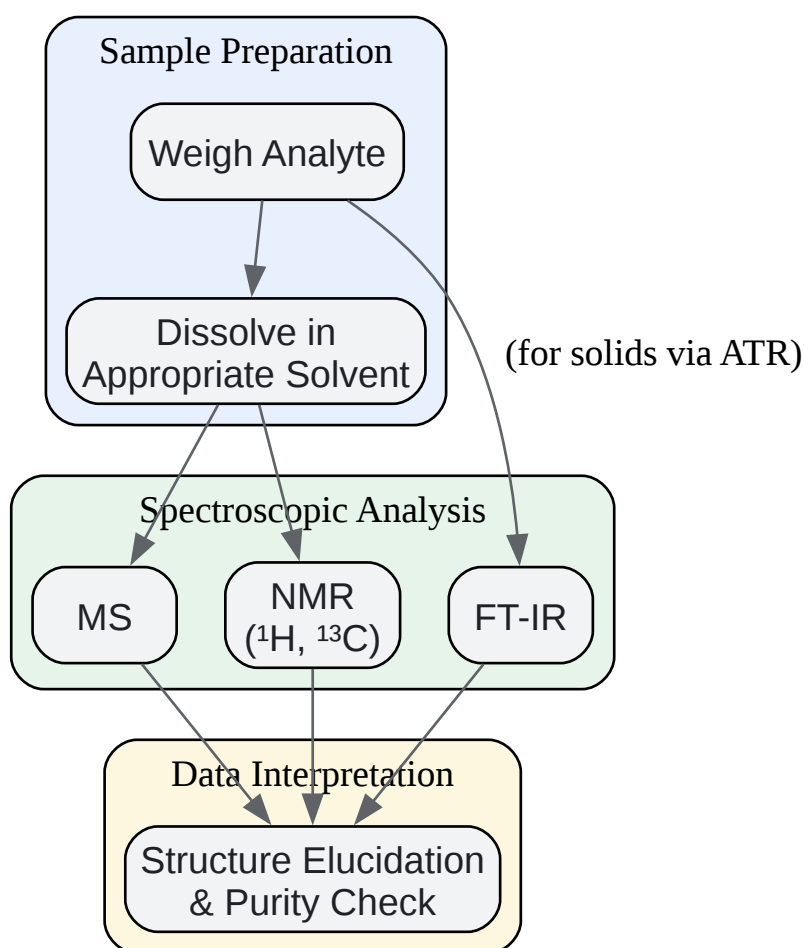 Sample Preparation
Weigh Analyte
Dissolve in
Appropriate Solvent
(for solids via ATR)
Spectroscopic Analysis
MS
NMR
(¹H, ¹³C)
FT-IR
Data Interpretation
Structure Elucidation
& Purity Check